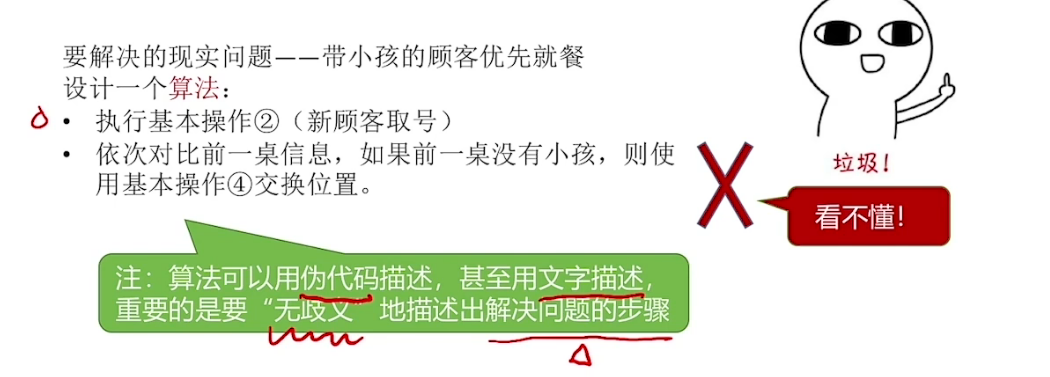 要解决的现实问题——带小孩的顾客优先就餐
设计一个算法：
• 执行基本操作②（新顾客取号）
• 依次对比前一桌信息，如果前一桌没有小孩，则使
用基本操作④交换位置。
垃圾！
看不懂！
注：算法可以用伪代码描述，甚至用文字描述，
重要的是要“无歧义”地描述出解决问题的步骤